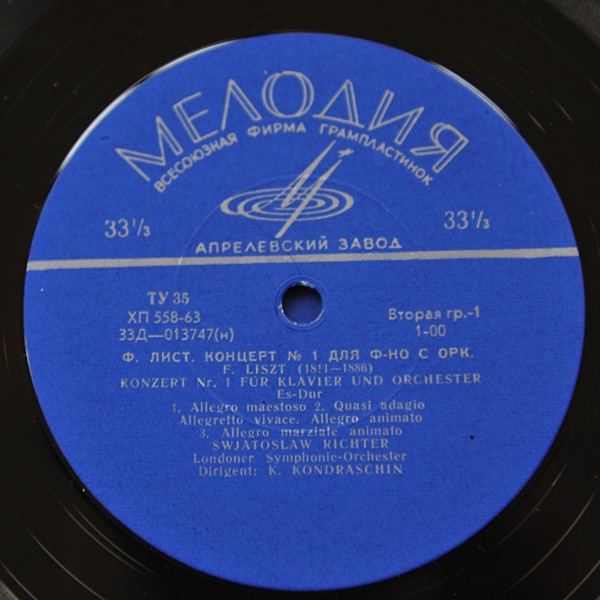 МЕЛОДИЯ
ВСЕСОЮЗНАЯ ФИРМА ГРАМПЛАСТИНОК
33⅓ 33⅓
АПРЕЛЕВСКИЙ ЗАВОД
ТУ 35
ХП 558-63 Вторая гр.-1
33Д—013747(н) 1-00
Ф. ЛИСТ. КОНЦЕРТ № 1 ДЛЯ Ф-НО С ОРК.
F. LISZT (1811—1886)
KONZERT Nr. 1 FÜR KLAVIER UND ORCHESTER
Es-Dur
1. Allegro maestoso 2. Quasi adagio
Allegretto vivace. Allegro animato
3. Allegro marziale animato
SWJATOSLAW RICHTER
Londoner Symphonie-Orchester
Dirigent: K. KONDRASCHIN